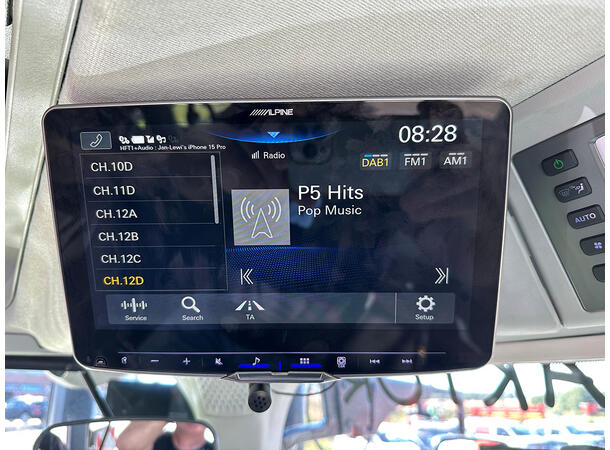 ALPINE
HFT1+Audio : Jan-Lewi's iPhone 15 Pro
Radio
08:28
DAB1 FM1 AM1
CH.10D
CH.11D
CH.12A
CH.12B
CH.12C
CH.12D
P5 Hits
Pop Music
Service Search TA Setup
AUTO